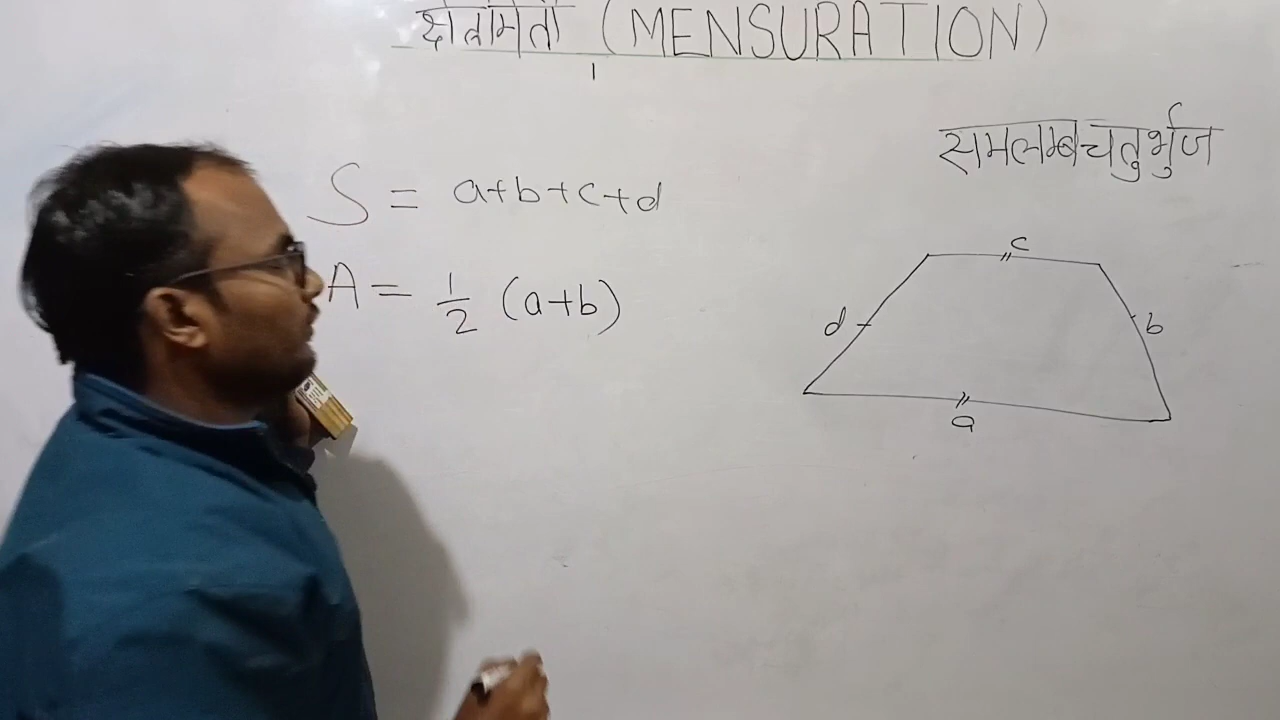 क्षेत्रमिती (MENSURATION)
समलम्बचतुर्भुज
S = a+b+c+d
A = 1/2 (a+b)
c
d
b
a